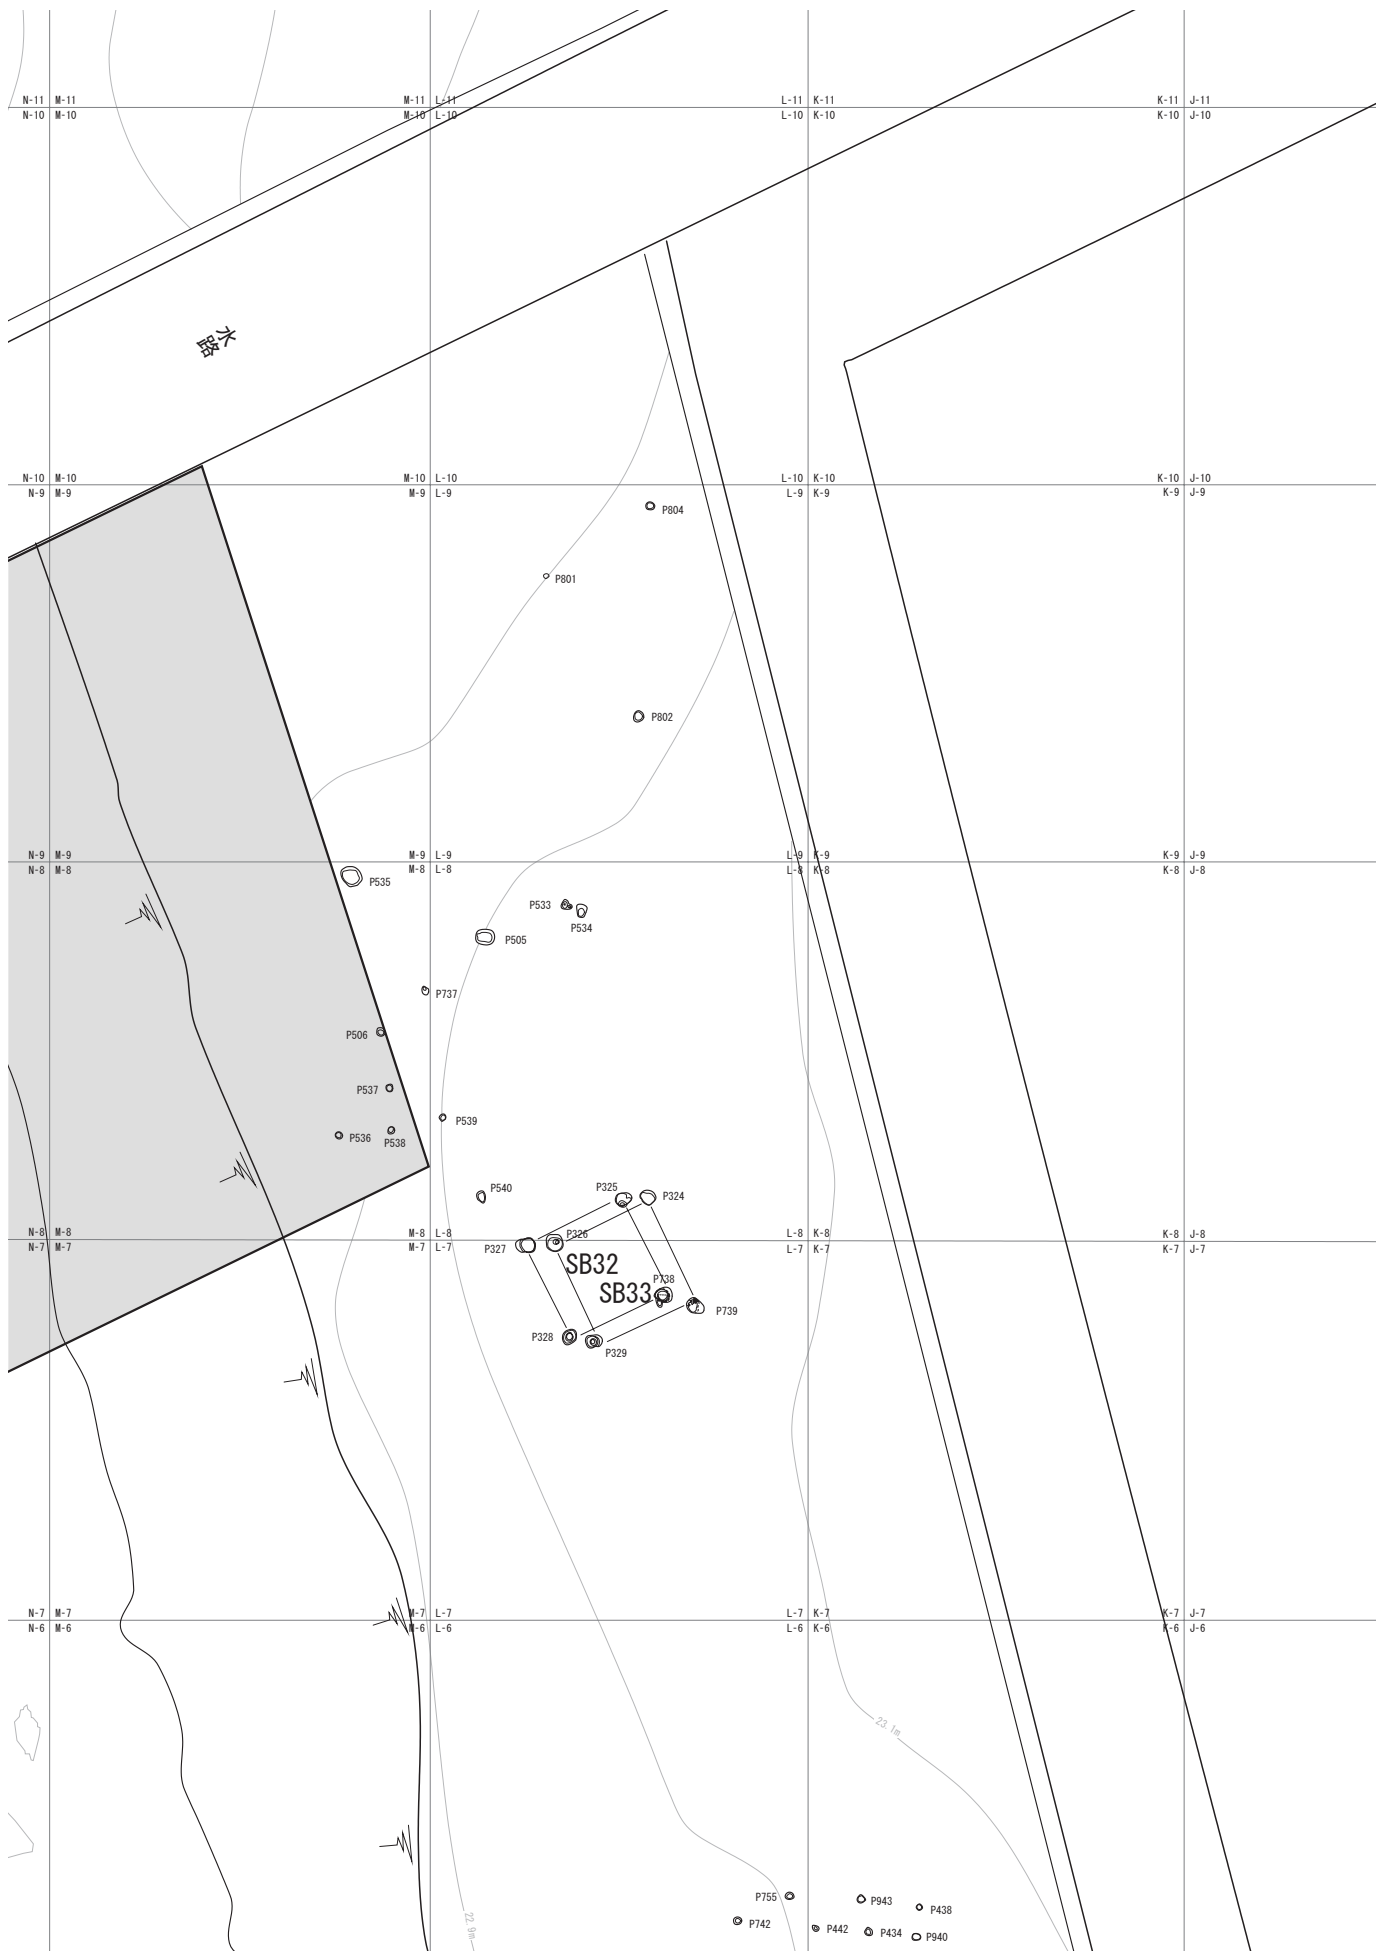 N-11 M-11
N-10 M-10
M-11 L-11
M-10 L-10
L-11 K-11
L-10 K-10
K-11 J-11
K-10 J-10
水路
N-10 M-10
N-9 M-9
M-10 L-10
M-9 L-9
L-10 K-10
L-9 K-9
K-10 J-10
K-9 J-9
P804
P801
P802
N-9 M-9
N-8 M-8
M-9 L-9
M-8 L-8
L-9 K-9
L-8 K-8
K-9 J-9
K-8 J-8
P535
P533
P534
P505
P737
P506
P537
P539
P536
P538
P540
P325
P324
N-8 M-8
N-7 M-7
M-8 L-8
M-7 L-7
L-8 K-8
L-7 K-7
K-8 J-8
K-7 J-7
P327
P326
SB32
P738
SB33
P739
P328
P329
N-7 M-7
N-6 M-6
M-7 L-7
M-6 L-6
L-7 K-7
L-6 K-6
K-7 J-7
K-6 J-6
23.1m
22.9m
P755
P943
P438
P742
P442
P434
P940